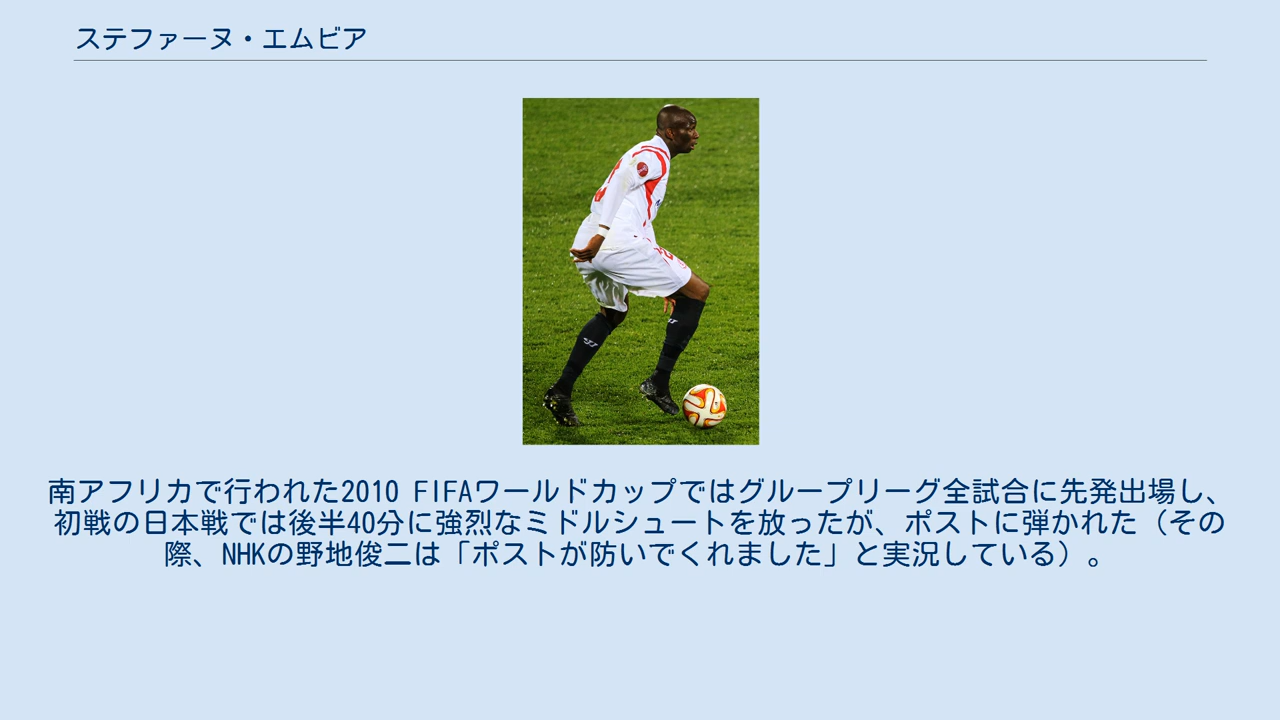 ステファーヌ・エムビア
南アフリカで行われた2010 FIFAワールドカップではグループリーグ全試合に先発出場し、
初戦の日本戦では後半40分に強烈なミドルシュートを放ったが、ポストに弾かれた（その
際、NHKの野地俊二は「ポストが防いでくれました」と実況している）。